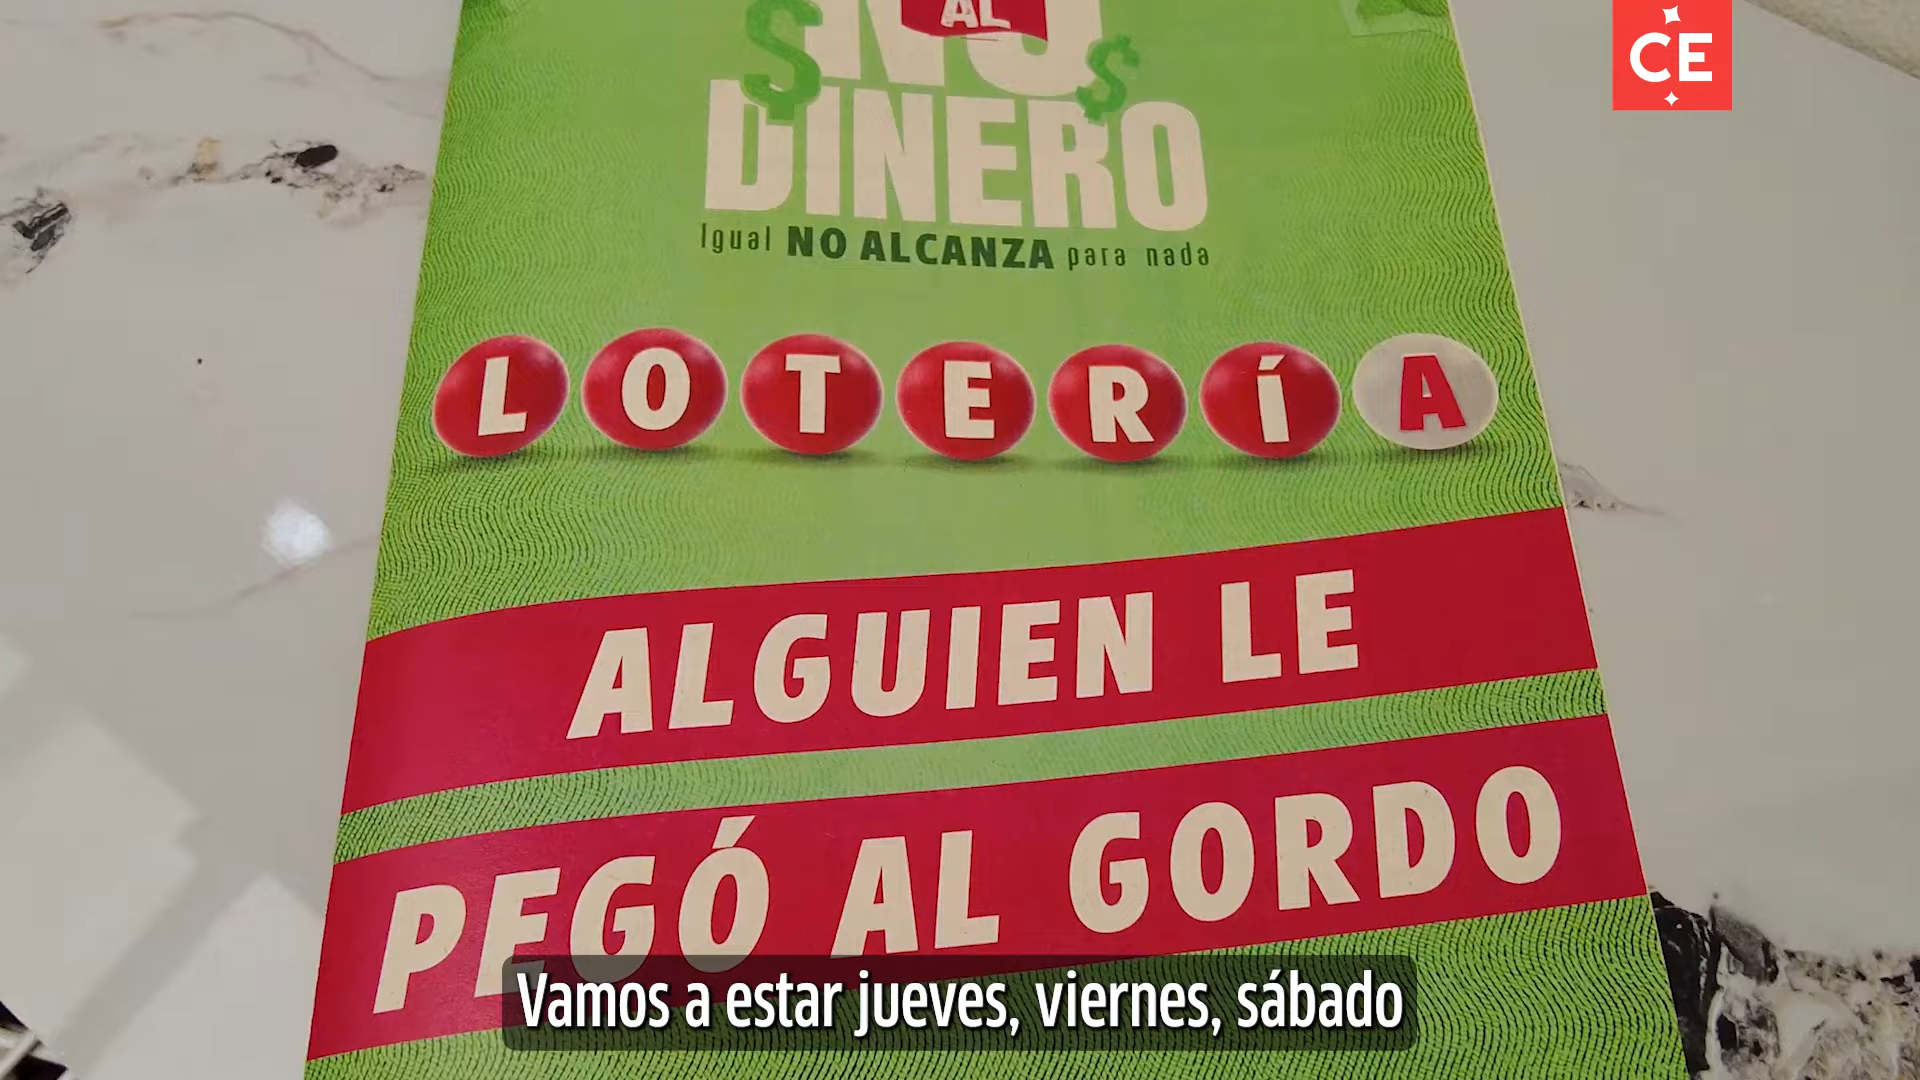 CE
NO
AL
DINERO
Igual NO ALCANZA para nada
LOTERÍA
ALGUIEN LE
PEGÓ AL GORDO
Vamos a estar jueves, viernes, sábado